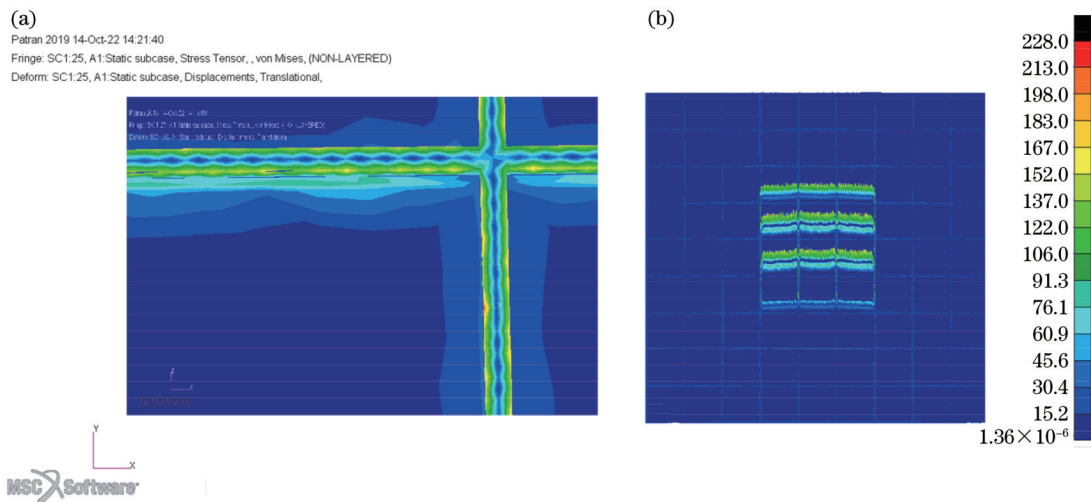 (a)
Patran 2019 14-Oct-22 14:21:40
Fringe: SC1:25, A1:Static subcase, Stress Tensor, , von Mises, (NON-LAYERED)
Deform: SC1:25, A1:Static subcase, Displacements, Translational,
Y
X
MSC Software
(b)
228.0
213.0
198.0
183.0
167.0
152.0
137.0
122.0
106.0
91.3
76.1
60.9
45.6
30.4
15.2
1.36×10⁻⁶